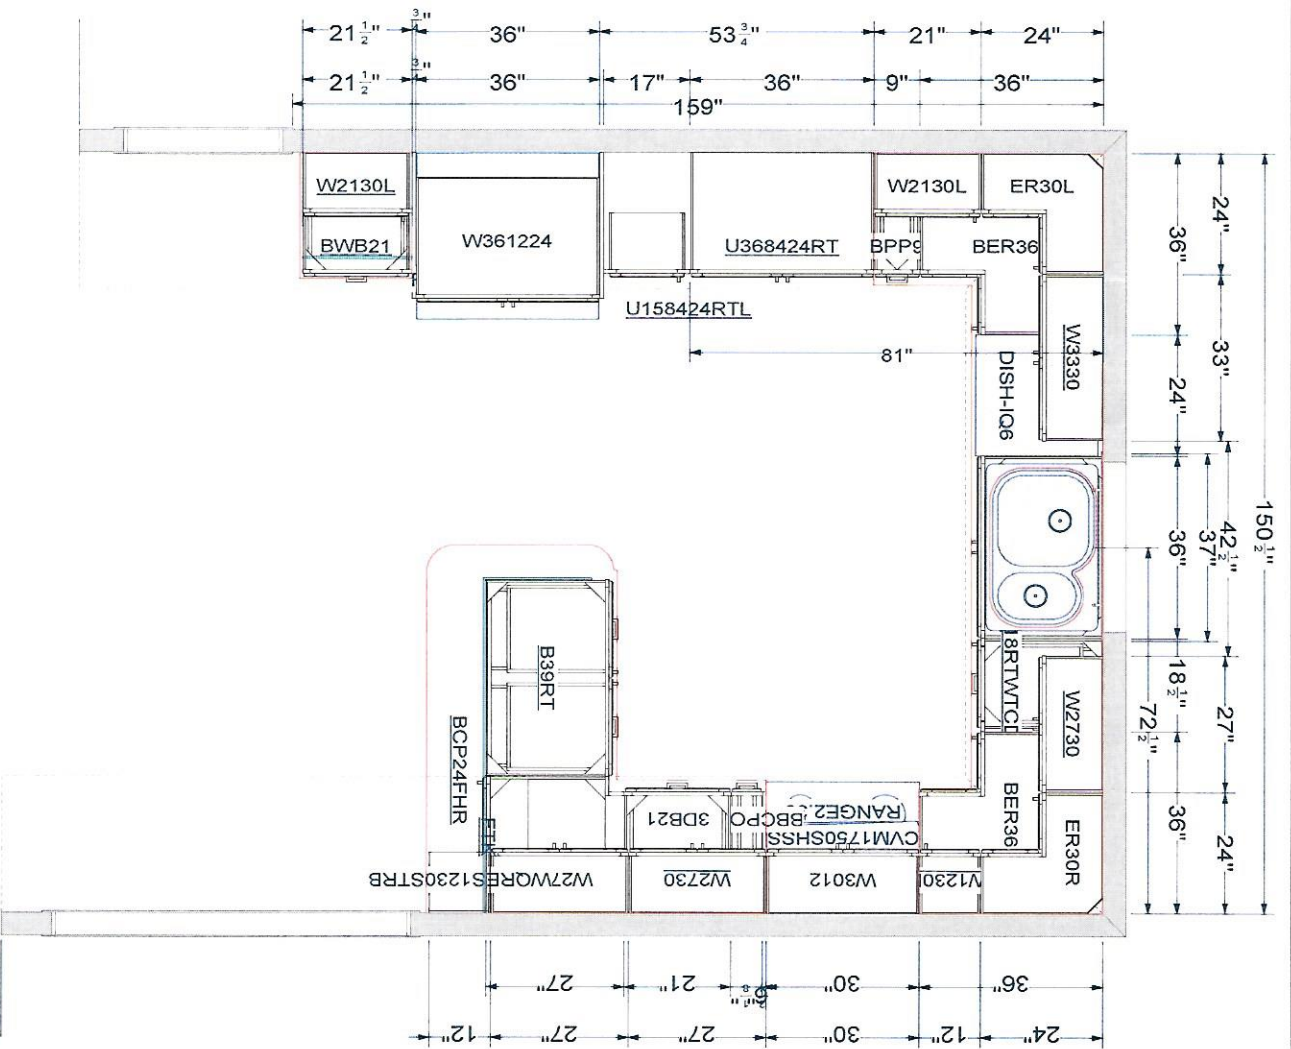 21 1/2" 3/4" 36" 53 3/4" 21" 24"
21 1/2" 3/4" 36" 17" 36" 9" 36"
159"
W2130L W2130L ER30L
BWB21 W361224 U368424RT BPP9 BER36
U158424RTL
81"
W3330
DISH-IQ6
24" 36"
33" 24"
150 1/2"
42 1/2" 37" 36"
18 1/2" 27" 72 1/2"
36" 24"
B39RT
18RTWTCD
W2730
BCP24FHR
BER36
ER30R
3DB21 BBCPO RANGE2.
CVM1750SHSS
QRES1230STRB W27W W2730 W3012 W1230
27" 21" 30" 36"
12" 27" 27" 30" 12" 24"